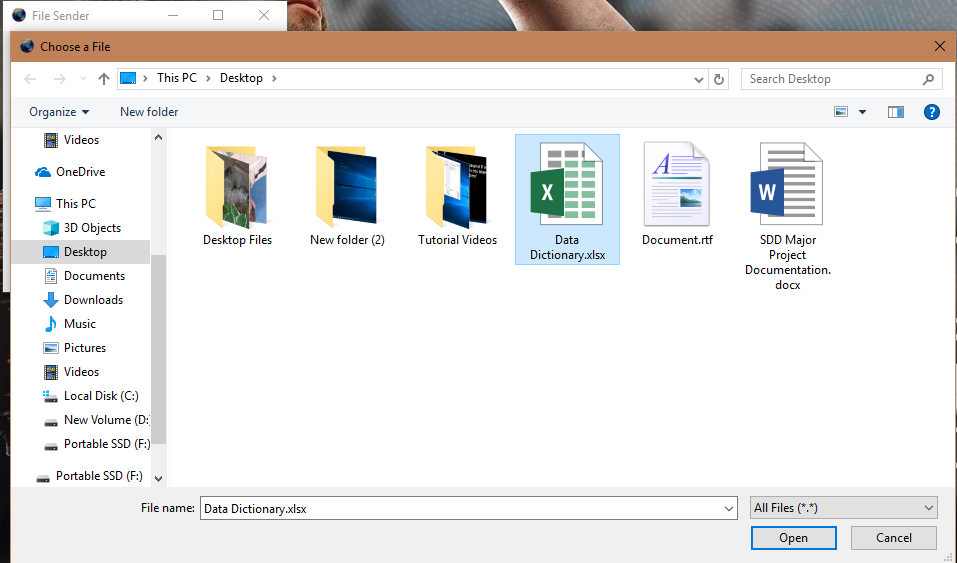 File Sender
Choose a File
This PC
Desktop
Search Desktop
Organize
New folder
?
Videos
OneDrive
This PC
3D Objects
Desktop
Documents
Downloads
Music
Pictures
Videos
Local Disk (C:)
New Volume (D:
Portable SSD (F:)
Portable SSD (F:)
Desktop Files
New folder (2)
Tutorial Videos
X
Data
Dictionary.xlsx
A
Document.rtf
W
SDD Major
Project
Documentation.
docx
File name:
Data Dictionary.xlsx
All Files (*.*)
Open
Cancel